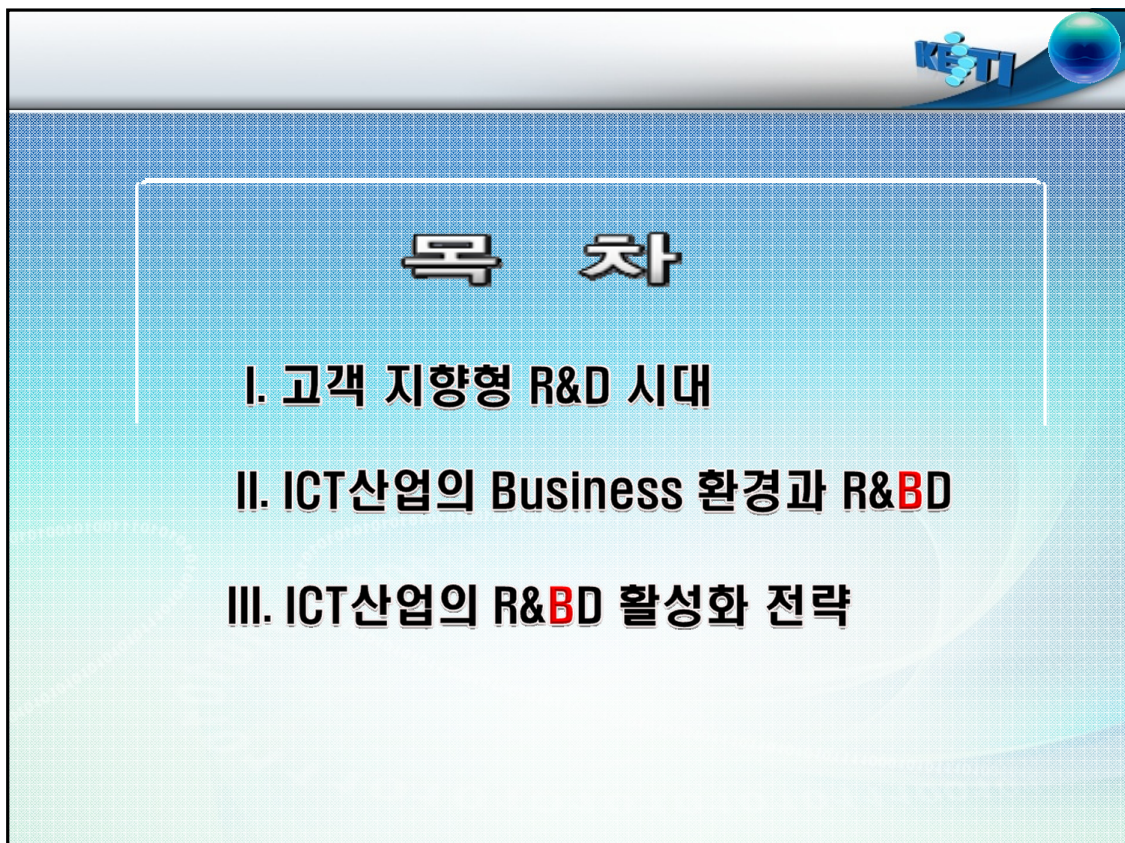 KETI
목 차
I. 고객 지향형 R&D 시대
II. ICT산업의 Business 환경과 R&BD
III. ICT산업의 R&BD 활성화 전략